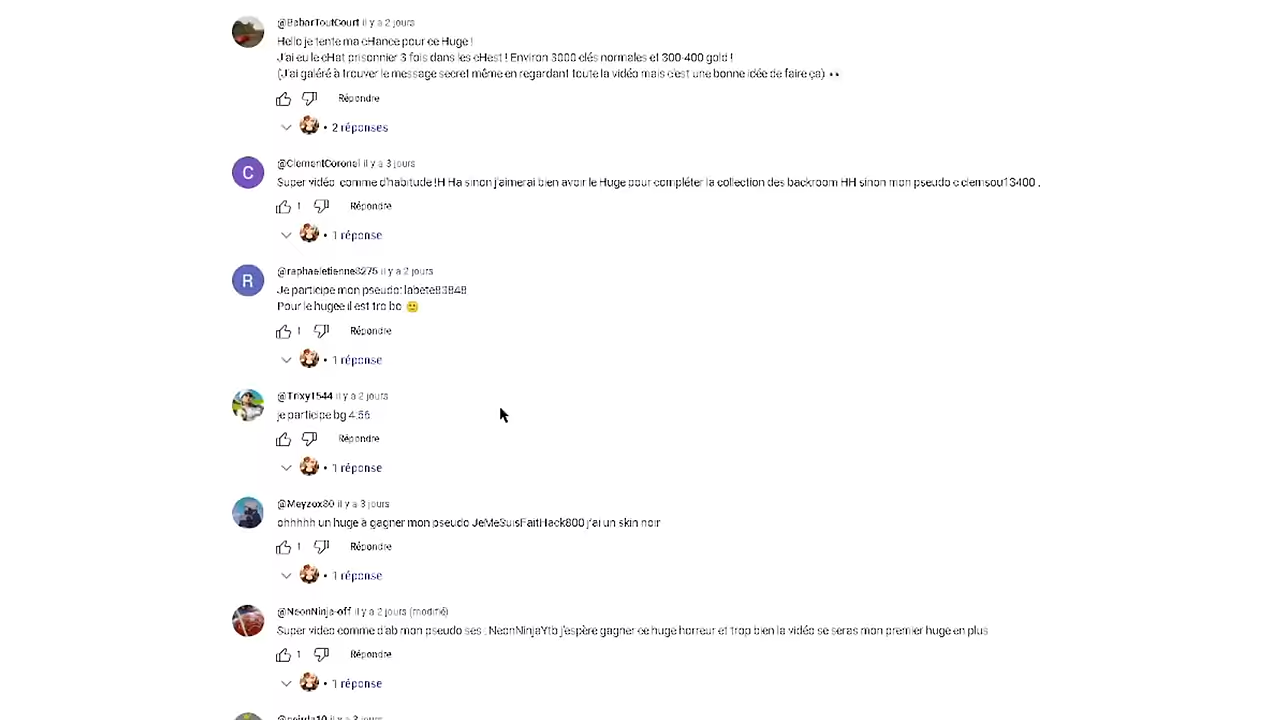 @BabarToutCourt il y a 2 jours
Hello je tente ma cHance pour ce Huge !
J'ai eu le cHat prisonnier 3 fois dans les cHest ! Environ 3000 clés normales et 300-400 gold !
(J'ai galéré à trouver le message secret même en regardant toute la vidéo mais c'est une bonne idée de faire ça) 👀
Répondre
• 2 réponses
C
@ClementCoronel il y a 3 jours
Super vidéo comme d'habitude !H Ha sinon j'aimerai bien avoir le Huge pour compléter la collection des backroom HH sinon mon pseudo c clemsou13400 .
1 Répondre
• 1 réponse
R
@raphaeletienne8275 il y a 2 jours
Je participe mon pseudo: labete83848
Pour le hugee il est tro bo 🙂
1 Répondre
• 1 réponse
@Trixy1544 il y a 2 jours
je participe bg 4:56
Répondre
• 1 réponse
@Meyzox80 il y a 3 jours
ohhhhh un huge à gagner mon pseudo JeMeSuisFaitHack800 j'ai un skin noir
1 Répondre
• 1 réponse
@NeonNinja-off il y a 2 jours (modifié)
Super video comme d'ab mon pseudo ses : NeonNinjaYtb j'espère gagner ce huge horreur et trop bien la vidéo se seras mon premier huge en plus
1 Répondre
• 1 réponse
il y a 3 jours